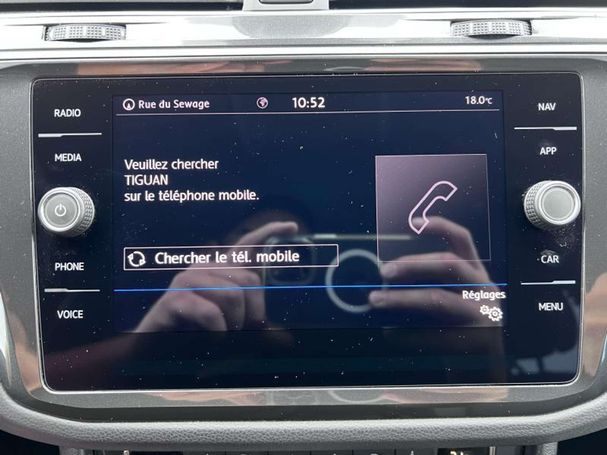 RADIO
MEDIA
PHONE
VOICE
Rue du Sewage
10:52
18.0°C
Veuillez chercher
TIGUAN
sur le téléphone mobile.
Chercher le tél. mobile
Réglages
NAV
APP
CAR
MENU